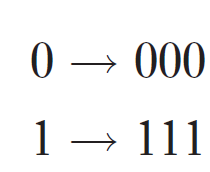 0 → 000
1 → 111